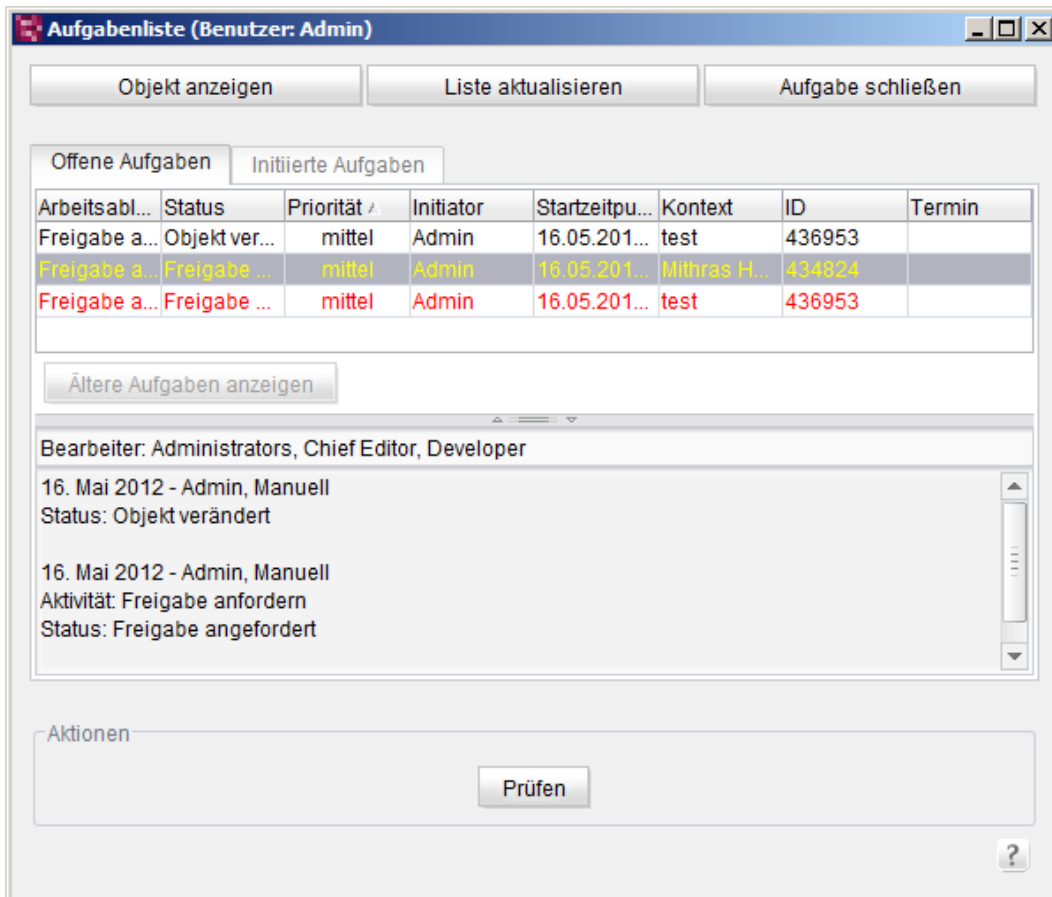 Aufgabenliste (Benutzer: Admin)
Objekt anzeigen Liste aktualisieren Aufgabe schließen
Offene Aufgaben Initiierte Aufgaben
Arbeitsabl... Status Priorität Initiator Startzeitpu... Kontext ID Termin
Freigabe a... Objekt ver... mittel Admin 16.05.201... test 436953
Freigabe a... Freigabe ... mittel Admin 16.05.201... Mithras H... 434824
Freigabe a... Freigabe ... mittel Admin 16.05.201... test 436953
Ältere Aufgaben anzeigen
Bearbeiter: Administrators, Chief Editor, Developer
16. Mai 2012 - Admin, Manuell
Status: Objekt verändert
16. Mai 2012 - Admin, Manuell
Aktivität: Freigabe anfordern
Status: Freigabe angefordert
Aktionen
Prüfen
?